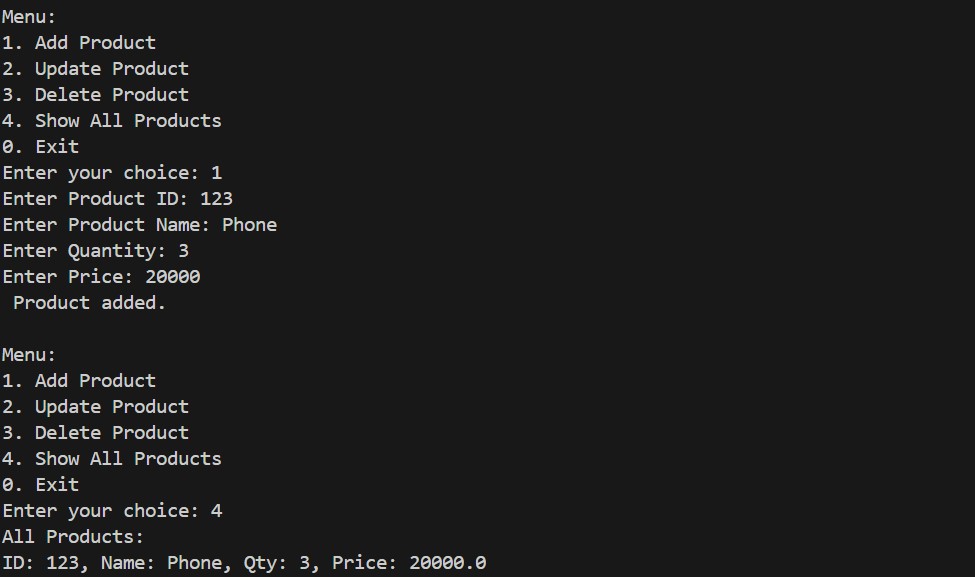 Menu:
1. Add Product
2. Update Product
3. Delete Product
4. Show All Products
0. Exit
Enter your choice: 1
Enter Product ID: 123
Enter Product Name: Phone
Enter Quantity: 3
Enter Price: 20000
 Product added.

Menu:
1. Add Product
2. Update Product
3. Delete Product
4. Show All Products
0. Exit
Enter your choice: 4
All Products:
ID: 123, Name: Phone, Qty: 3, Price: 20000.0